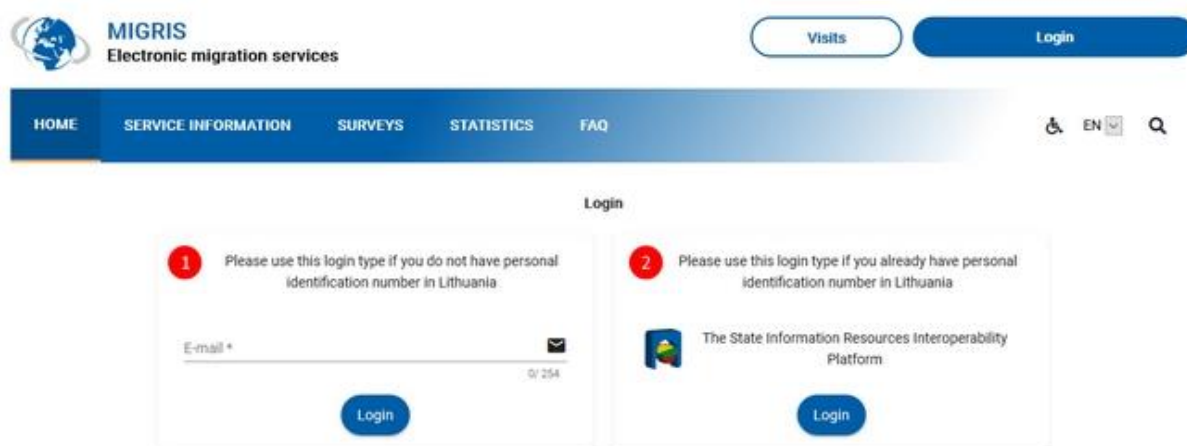 MIGRIS
Electronic migration services
Visits
Login
HOME
SERVICE INFORMATION
SURVEYS
STATISTICS
FAQ
EN
Login
1
Please use this login type if you do not have personal
identification number in Lithuania
E-mail *
0/ 254
Login
2
Please use this login type if you already have personal
identification number in Lithuania
The State Information Resources Interoperability
Platform
Login